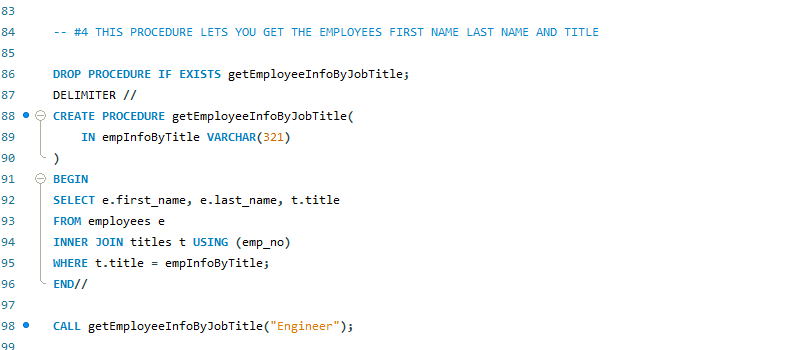 83
84 -- #4 THIS PROCEDURE LETS YOU GET THE EMPLOYEES FIRST NAME LAST NAME AND TITLE
85
86 DROP PROCEDURE IF EXISTS getEmployeeInfoByJobTitle;
87 DELIMITER //
88 CREATE PROCEDURE getEmployeeInfoByJobTitle(
89 IN empInfoByTitle VARCHAR(321)
90 )
91 BEGIN
92 SELECT e.first_name, e.last_name, t.title
93 FROM employees e
94 INNER JOIN titles t USING (emp_no)
95 WHERE t.title = empInfoByTitle;
96 END//
97
98 CALL getEmployeeInfoByJobTitle("Engineer");
99